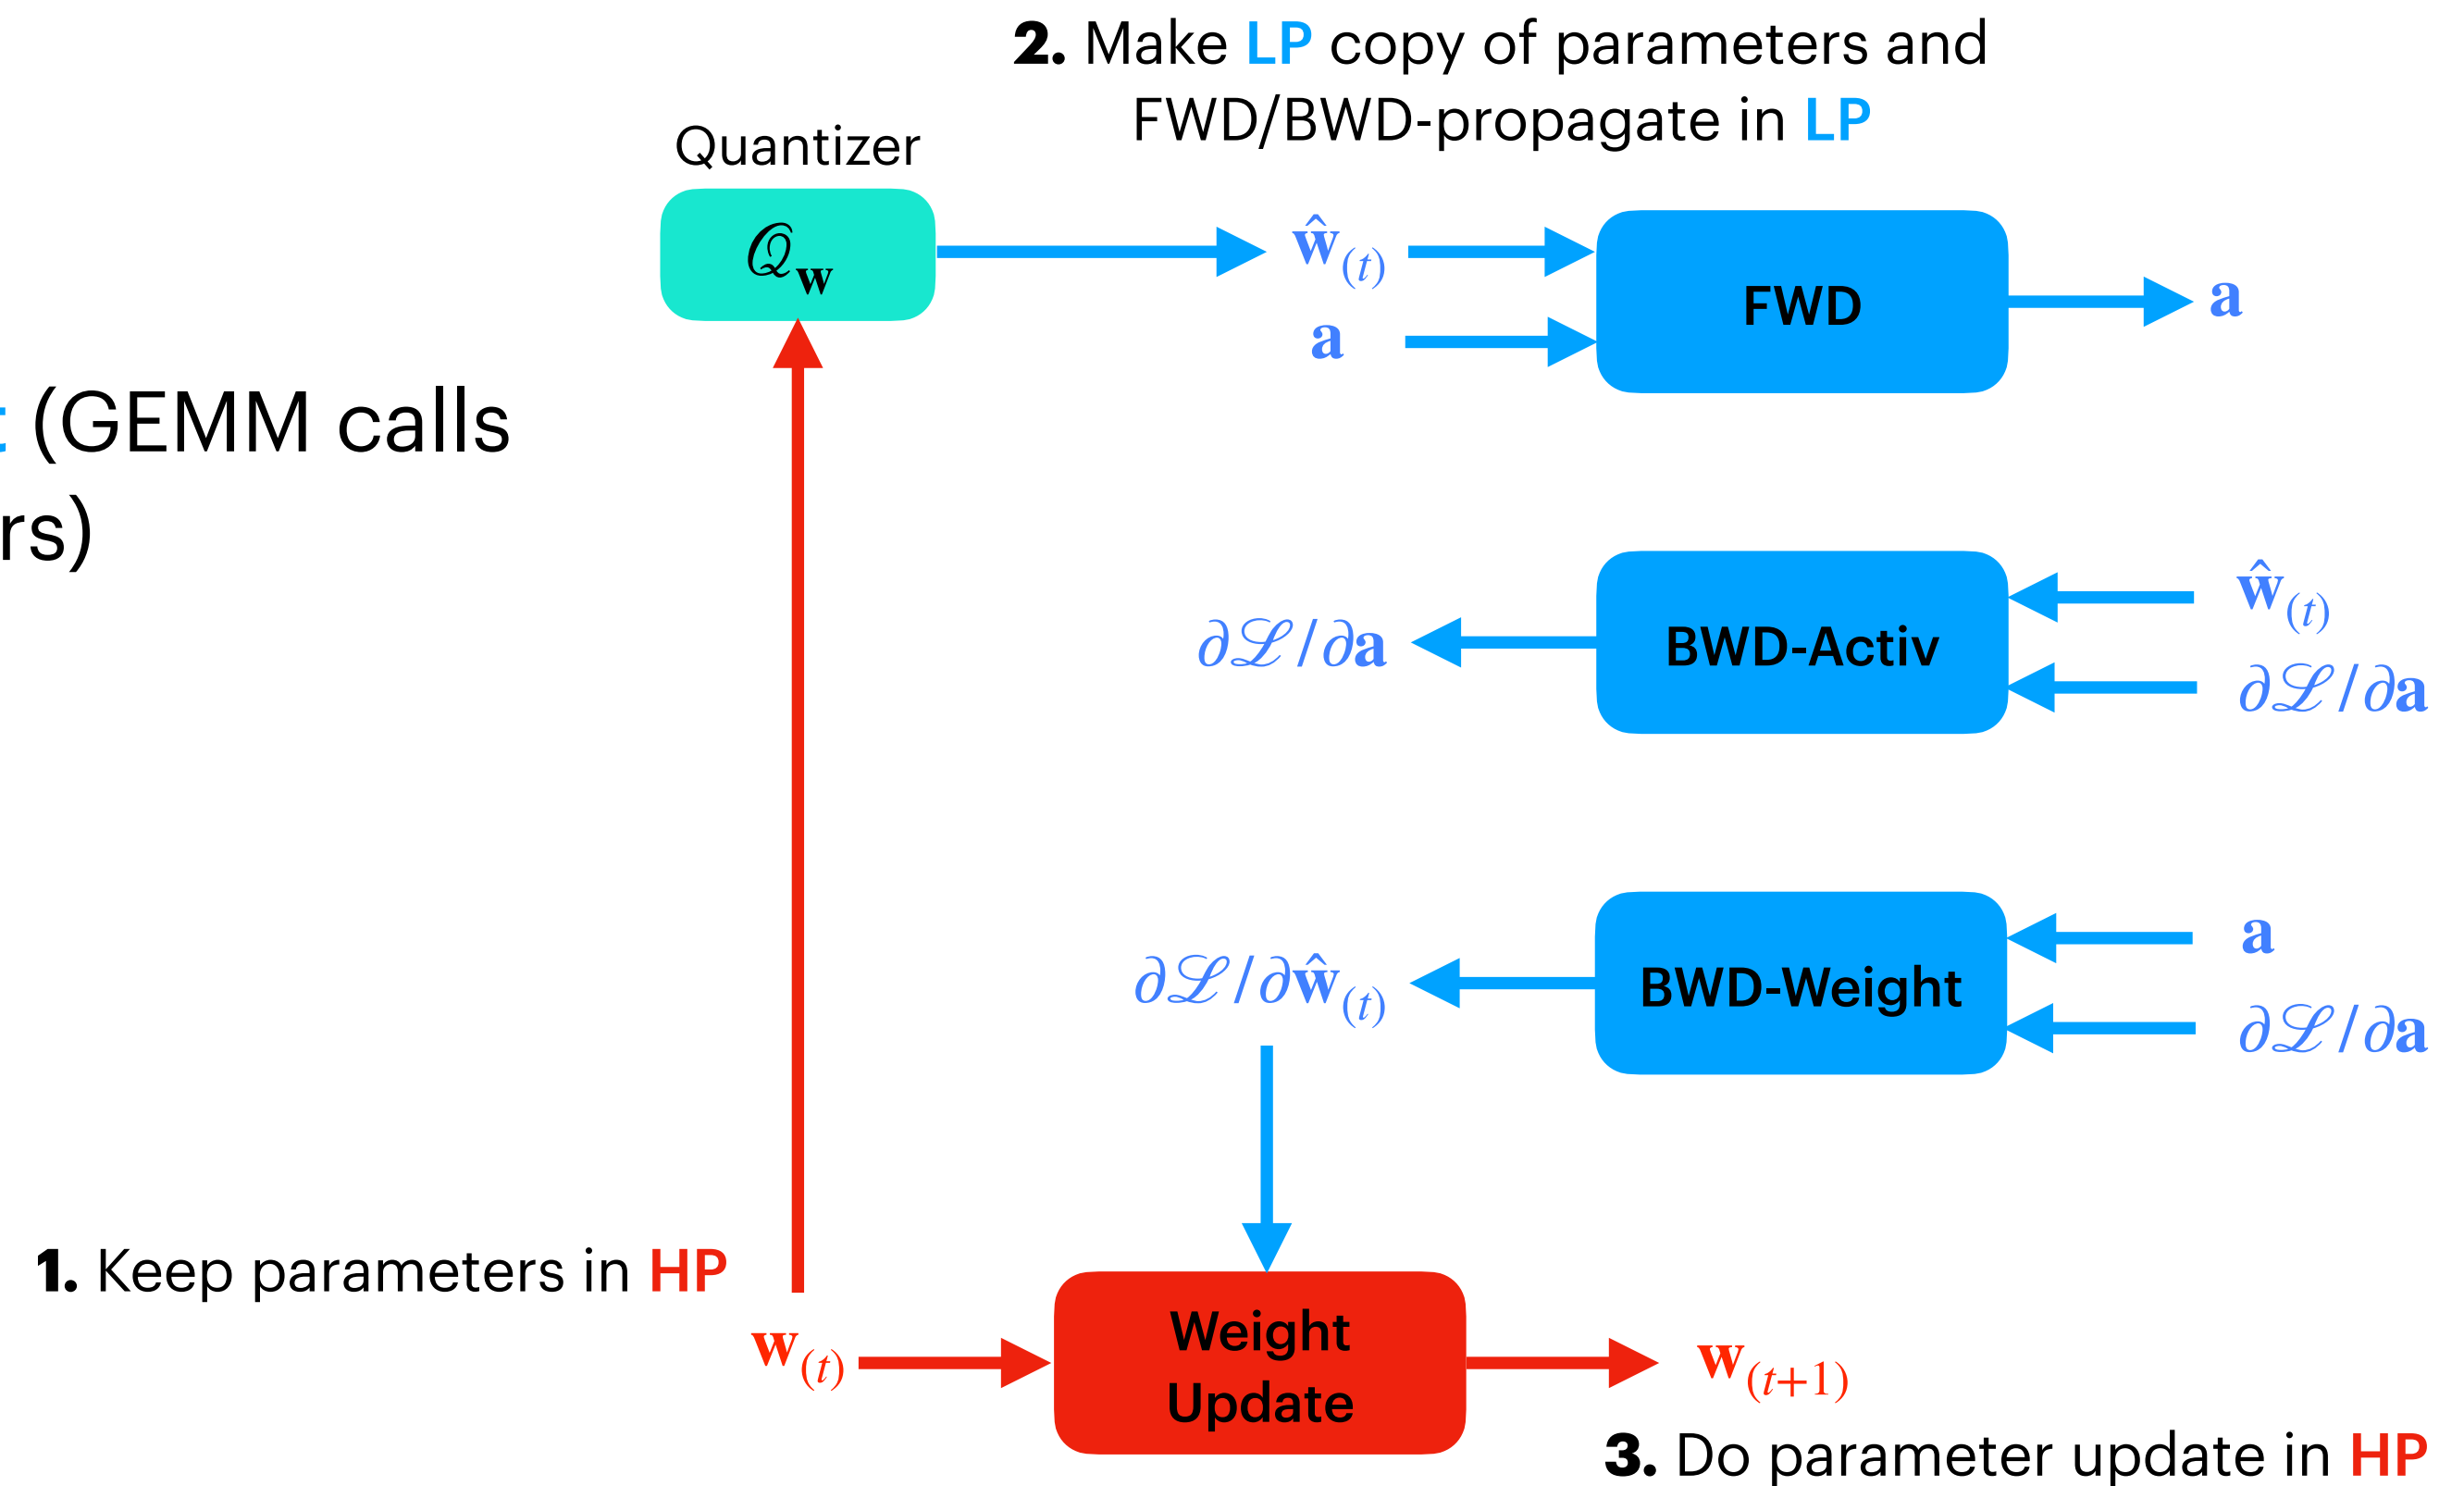 2. Make LP copy of parameters and
FWD/BWD-propagate in LP
Quantizer
𝒬w
ŵ(t)
a
FWD
a
(GEMM calls
rs)
∂ℒ/∂a
BWD-Activ
ŵ(t)
∂ℒ/∂a
∂ℒ/∂ŵ(t)
BWD-Weight
a
∂ℒ/∂a
1. Keep parameters in HP
w(t)
Weight
Update
w(t+1)
3. Do parameter update in HP